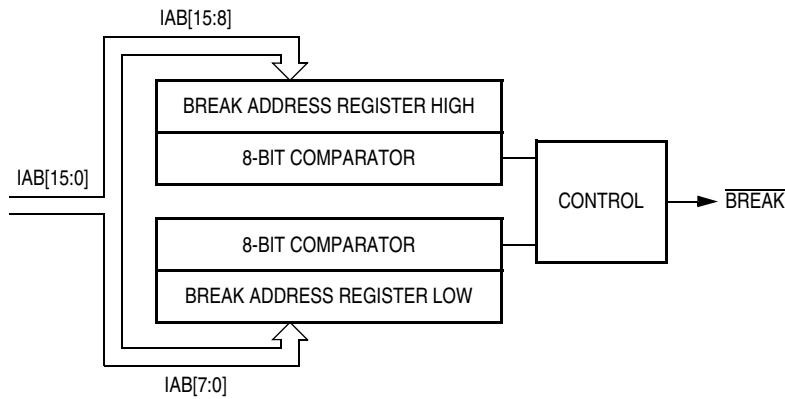 IAB[15:8]
BREAK ADDRESS REGISTER HIGH
8-BIT COMPARATOR
IAB[15:0]
CONTROL
BREAK
8-BIT COMPARATOR
BREAK ADDRESS REGISTER LOW
IAB[7:0]